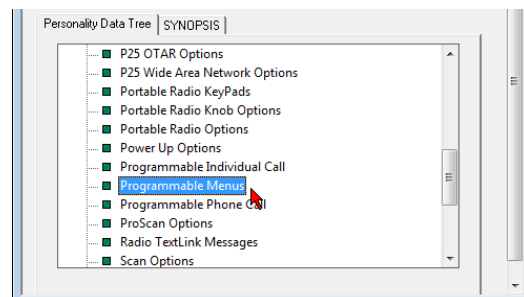 Personality Data Tree SYNOPSIS
P25 OTAR Options
P25 Wide Area Network Options
Portable Radio KeyPads
Portable Radio Knob Options
Portable Radio Options
Power Up Options
Programmable Individual Call
Programmable Menus
Programmable Phone Call
ProScan Options
Radio TextLink Messages
Scan Options